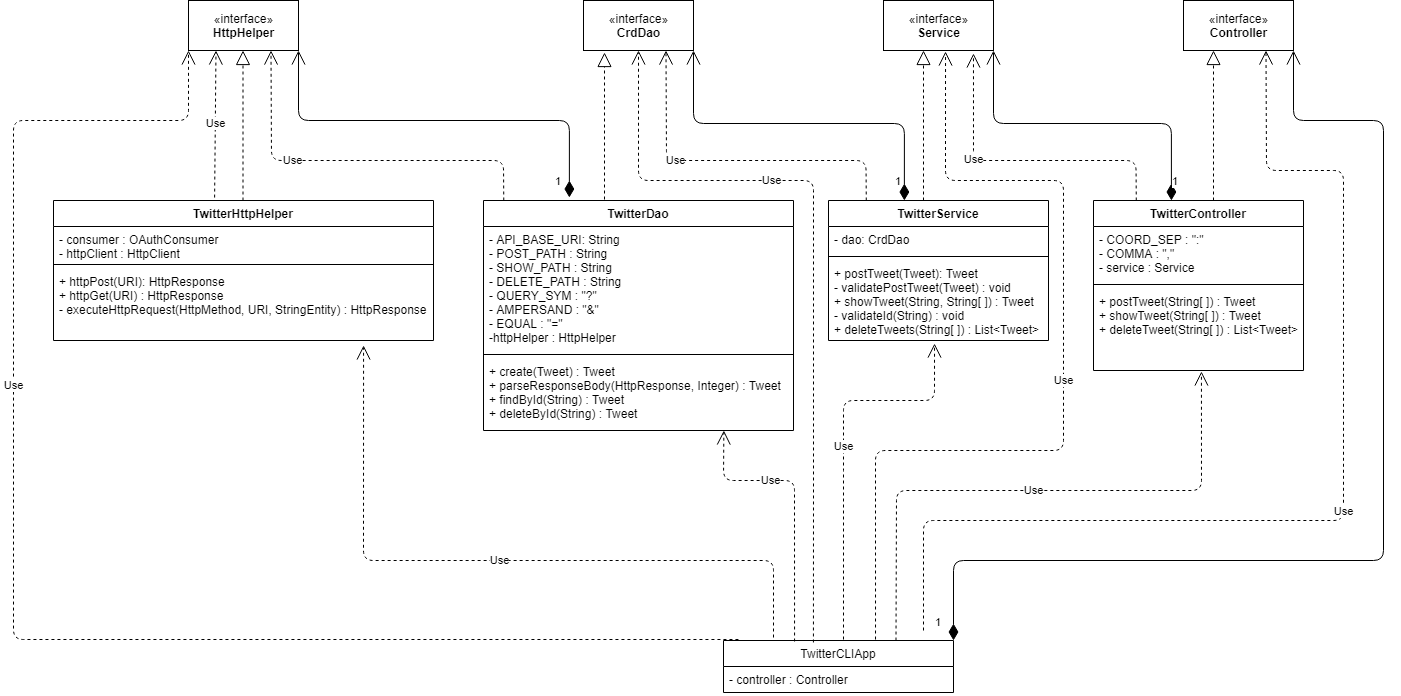 «interface»
HttpHelper
«interface»
CrdDao
«interface»
Service
«interface»
Controller
Use
Use
Use
Use
Use
1
1
1
TwitterHttpHelper
- consumer : OAuthConsumer
- httpClient : HttpClient
+ httpPost(URI): HttpResponse
+ httpGet(URI) : HttpResponse
- executeHttpRequest(HttpMethod, URI, StringEntity) : HttpResponse
TwitterDao
- API_BASE_URI: String
- POST_PATH : String
- SHOW_PATH : String
- DELETE_PATH : String
- QUERY_SYM : "?"
- AMPERSAND : "&"
- EQUAL : "="
-httpHelper : HttpHelper
+ create(Tweet) : Tweet
+ parseResponseBody(HttpResponse, Integer) : Tweet
+ findById(String) : Tweet
+ deleteById(String) : Tweet
TwitterService
- dao: CrdDao
+ postTweet(Tweet): Tweet
- validatePostTweet(Tweet) : void
+ showTweet(String, String[ ]) : Tweet
- validateId(String) : void
+ deleteTweets(String[ ]) : List<Tweet>
TwitterController
- COORD_SEP : ":"
- COMMA : ","
- service : Service
+ postTweet(String[ ]) : Tweet
+ showTweet(String[ ]) : Tweet
+ deleteTweet(String[ ]) : List<Tweet>
Use
Use
Use
Use
Use
Use
Use
1
TwitterCLIApp
- controller : Controller